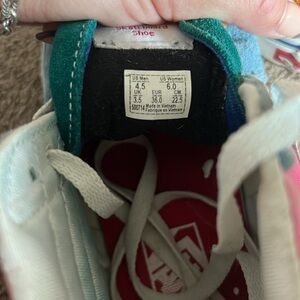 Skateboard
Shoe
US Men US Women
4.5 6.0
UK EUR CM
3.5 36.0 22.5
Made in Vietnam
Fabriqué en Vietnam